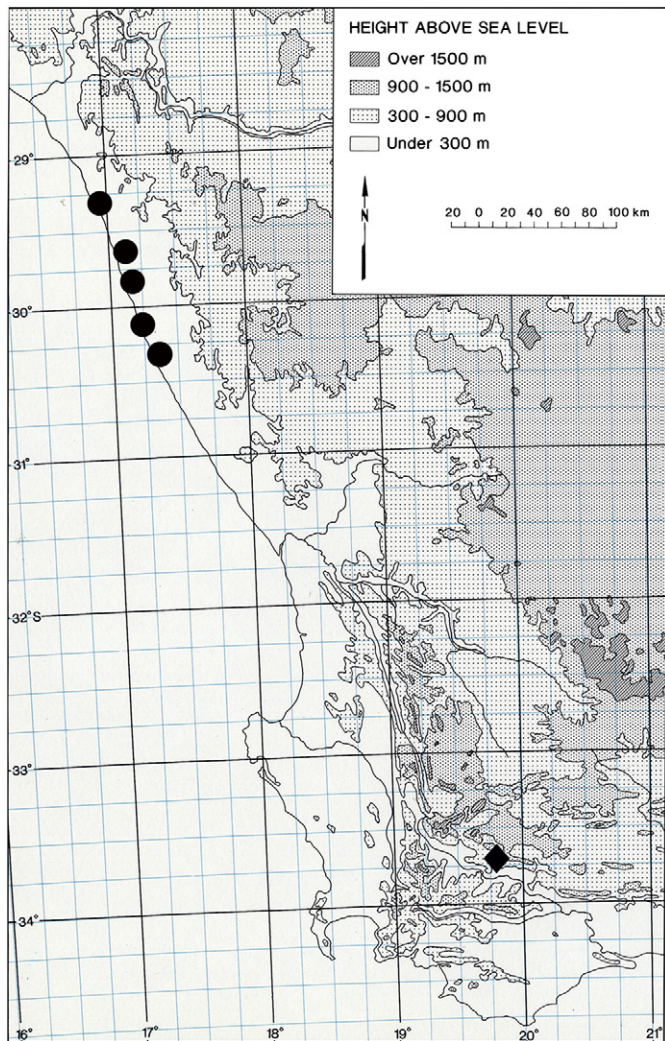 HEIGHT ABOVE SEA LEVEL
Over 1500 m
900 - 1500 m
300 - 900 m
Under 300 m
N
20 0 20 40 60 80 100 km
29°
30°
31°
32°S
33°
34°
16° 17° 18° 19° 20° 21°